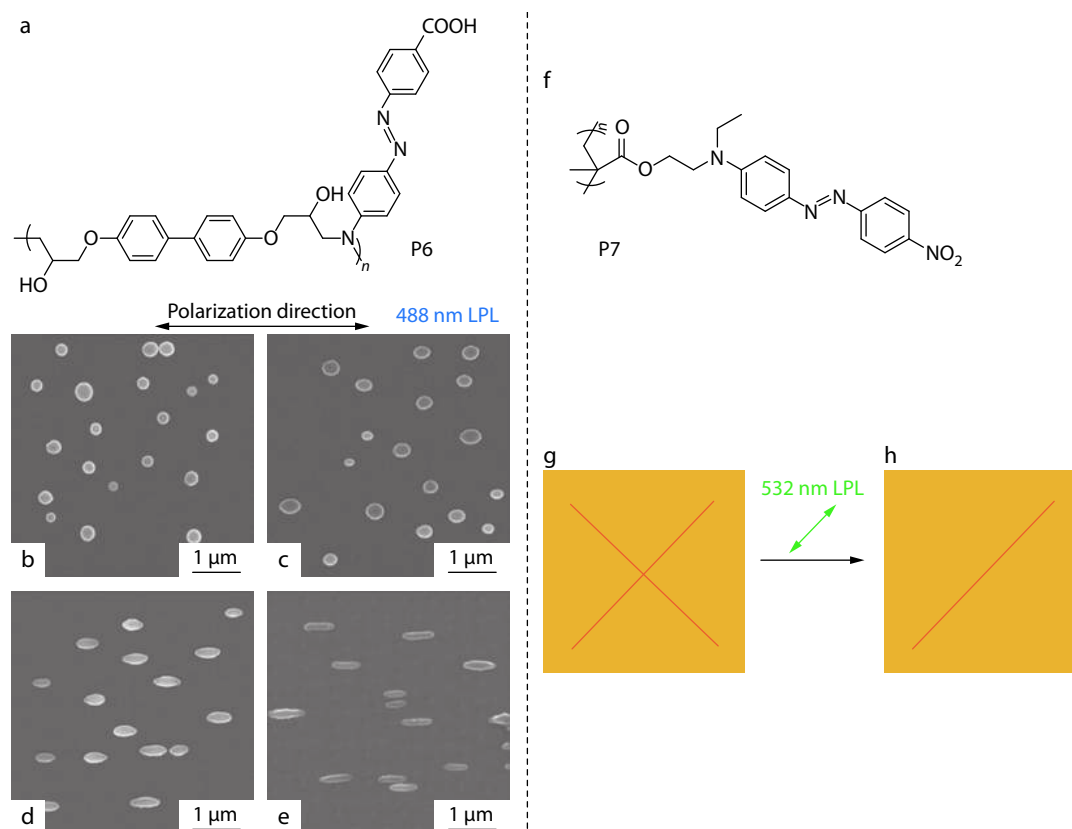 a
COOH
N
N
OH
O
O
N
n
HO
P6
Polarization direction
488 nm LPL
b
1 µm
c
1 µm
d
1 µm
e
1 µm
f
n
O
O
N
N
N
NO2
P7
g
532 nm LPL
h